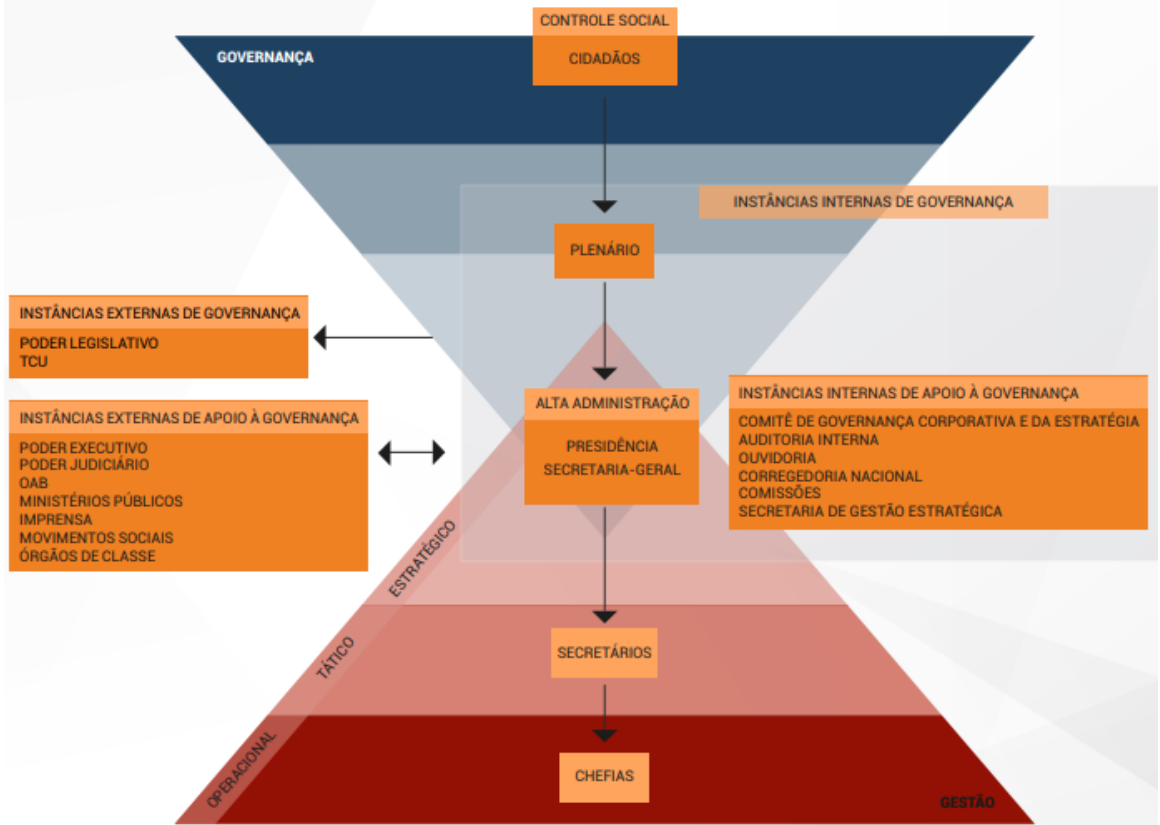 CONTROLE SOCIAL
GOVERNANÇA
CIDADÃOS
INSTÂNCIAS INTERNAS DE GOVERNANÇA
PLENÁRIO
INSTÂNCIAS EXTERNAS DE GOVERNANÇA
PODER LEGISLATIVO
TCU
INSTÂNCIAS EXTERNAS DE APOIO À GOVERNANÇA
PODER EXECUTIVO
PODER JUDICIÁRIO
OAB
MINISTÉRIOS PÚBLICOS
IMPRENSA
MOVIMENTOS SOCIAIS
ÓRGÃOS DE CLASSE
ALTA ADMINISTRAÇÃO
PRESIDÊNCIA
SECRETARIA-GERAL
INSTÂNCIAS INTERNAS DE APOIO À GOVERNANÇA
COMITÊ DE GOVERNANÇA CORPORATIVA E DA ESTRATÉGIA
AUDITORIA INTERNA
OUVIDORIA
CORREGEDORIA NACIONAL
COMISSÕES
SECRETARIA DE GESTÃO ESTRATÉGICA
ESTRATÉGICO
TÁTICO
SECRETÁRIOS
OPERACIONAL
CHEFIAS
GESTÃO